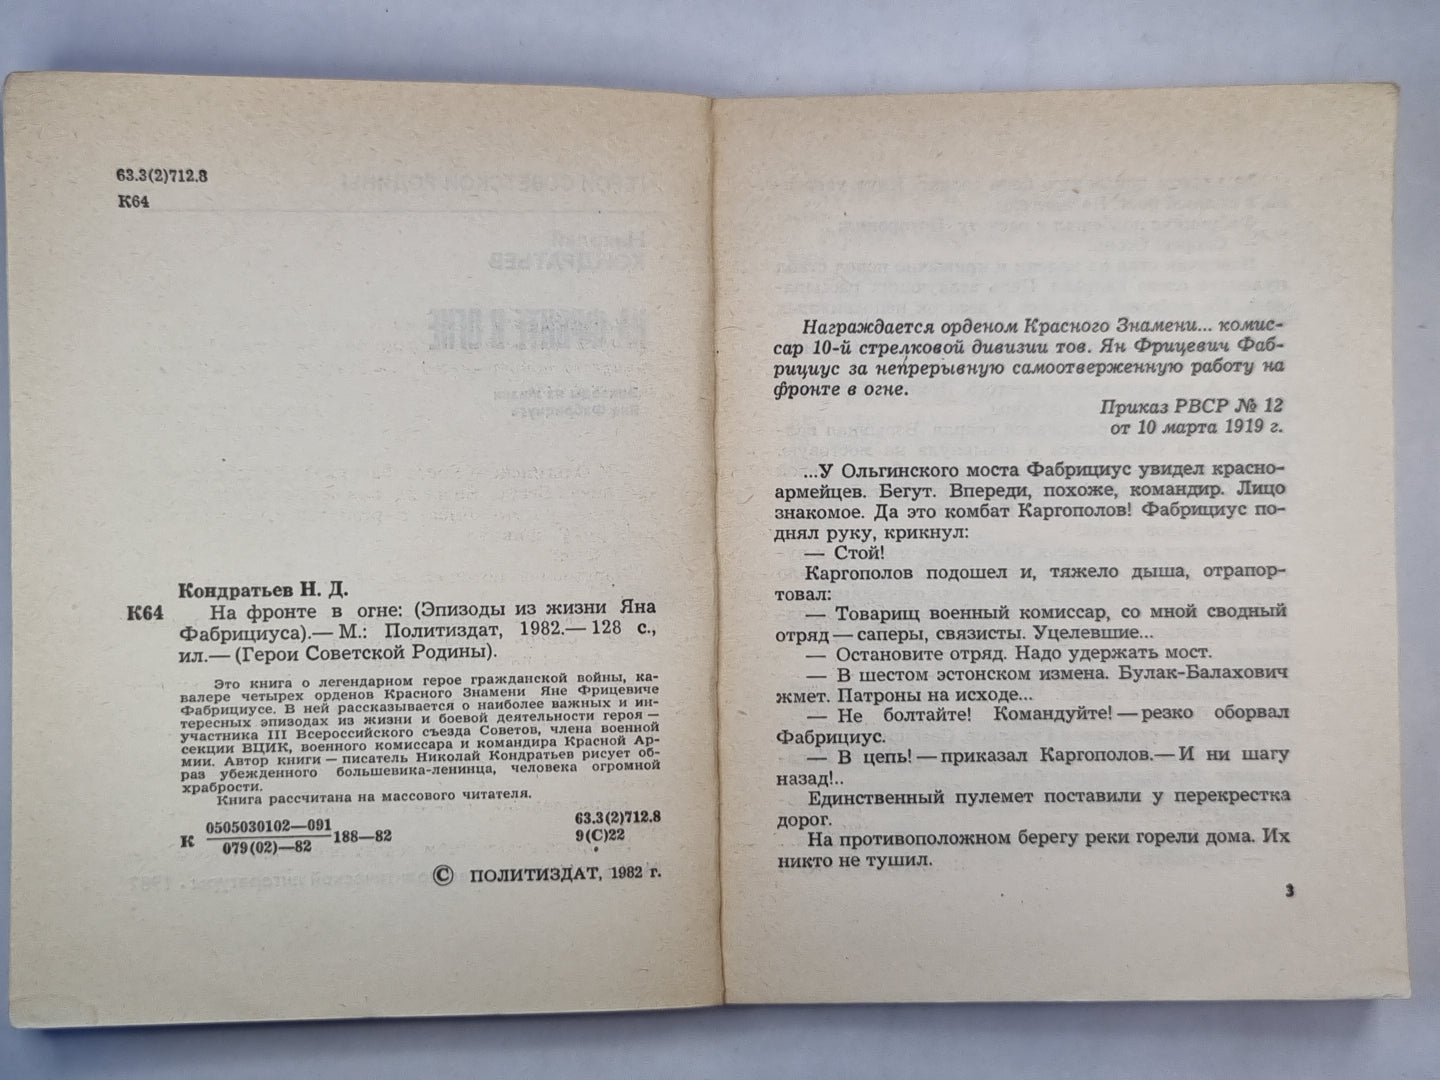 63.3(2)712.8
К64
Кондратьев Н. Д.
К64 На фронте в огне: (Эпизоды из жизни Яна
Фабрициуса).— М.: Политиздат, 1982.— 128 с.,
ил.— (Герои Советской Родины).
Это книга о легендарном герое гражданской войны, ка-
валере четырех орденов Красного Знамени Яне Фрицевиче
Фабрициусе. В ней рассказывается о наиболее важных и ин-
тересных эпизодах из жизни и боевой деятельности героя —
участника III Всероссийского съезда Советов, члена военной
секции ВЦИК, военного комиссара и командира Красной Ар-
мии. Автор книги — писатель Николай Кондратьев рисует об-
раз убежденного большевика-ленинца, человека огромной
храбрости.
Книга рассчитана на массового читателя.
К 0505030102—091
079(02)—82 188—82
63.3(2)712.8
9(С)22
© ПОЛИТИЗДАТ, 1982 г.
Награждается орденом Красного Знамени... комис-
сар 10-й стрелковой дивизии тов. Ян Фрицевич Фаб-
рициус за непрерывную самоотверженную работу на
фронте в огне.
Приказ РВСР № 12
от 10 марта 1919 г.
...У Ольгинского моста Фабрициус увидел красно-
армейцев. Бегут. Впереди, похоже, командир. Лицо
знакомое. Да это комбат Каргополов! Фабрициус по-
днял руку, крикнул:
— Стой!
Каргополов подошел и, тяжело дыша, отрапор-
товал:
— Товарищ военный комиссар, со мной сводный
отряд — саперы, связисты. Уцелевшие...
— Остановите отряд. Надо удержать мост.
— В шестом эстонском измена. Булак-Балахович
жмет. Патроны на исходе...
— Не болтайте! Командуйте! — резко оборвал
Фабрициус.
— В цепь! — приказал Каргополов.— И ни шагу
назад!..
Единственный пулемет поставили у перекрестка
дорог.
На противоположном берегу реки горели дома. Их
никто не тушил.
3